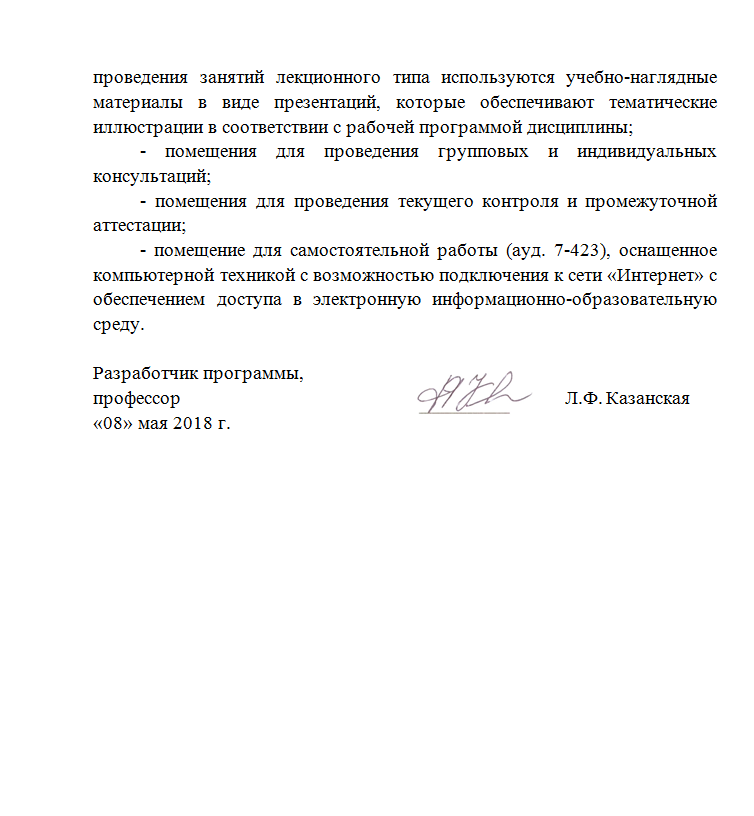 проведения занятий лекционного типа используются учебно-наглядные
материалы в виде презентаций, которые обеспечивают тематические
иллюстрации в соответствии с рабочей программой дисциплины;
- помещения для проведения групповых и индивидуальных
консультаций;
- помещения для проведения текущего контроля и промежуточной
аттестации;
- помещение для самостоятельной работы (ауд. 7-423), оснащенное
компьютерной техникой с возможностью подключения к сети «Интернет» с
обеспечением доступа в электронную информационно-образовательную
среду.
Разработчик программы,
профессор Л.Ф. Казанская
«08» мая 2018 г.